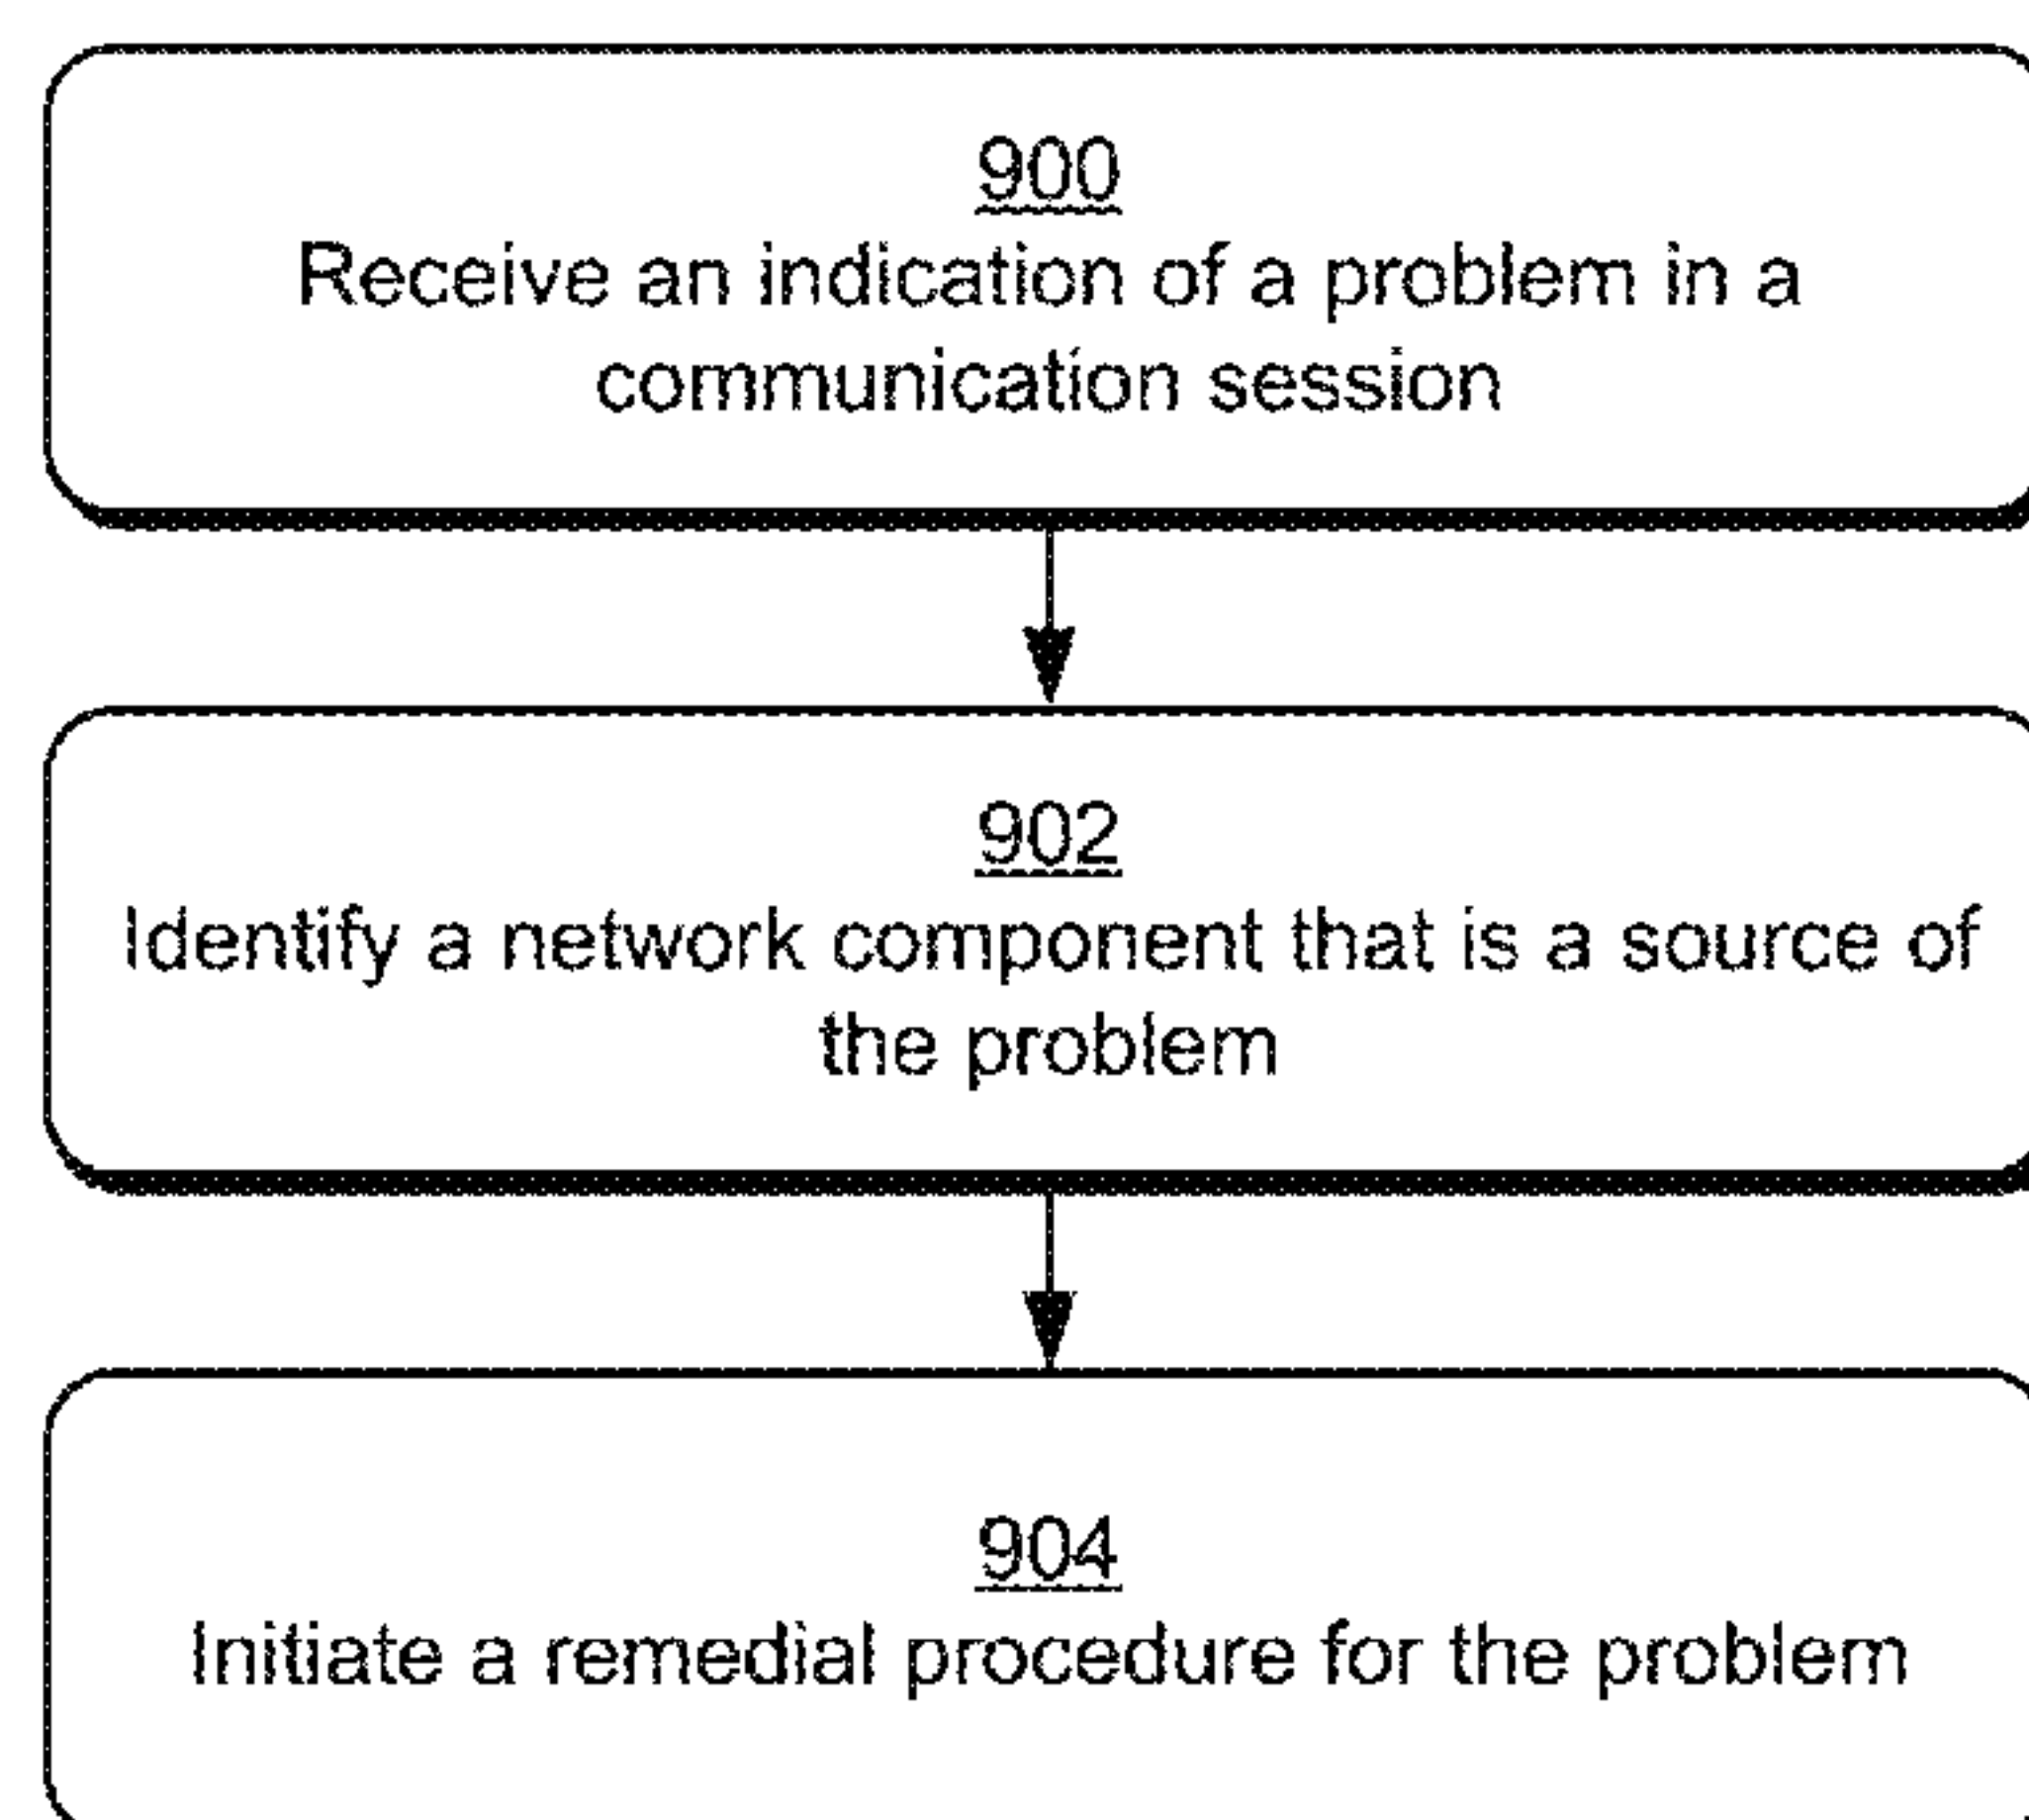 900
Receive an indication of a problem in a
communication session
902
Identify a network component that is a source of
the problem
904
Initiate a remedial procedure for the problem